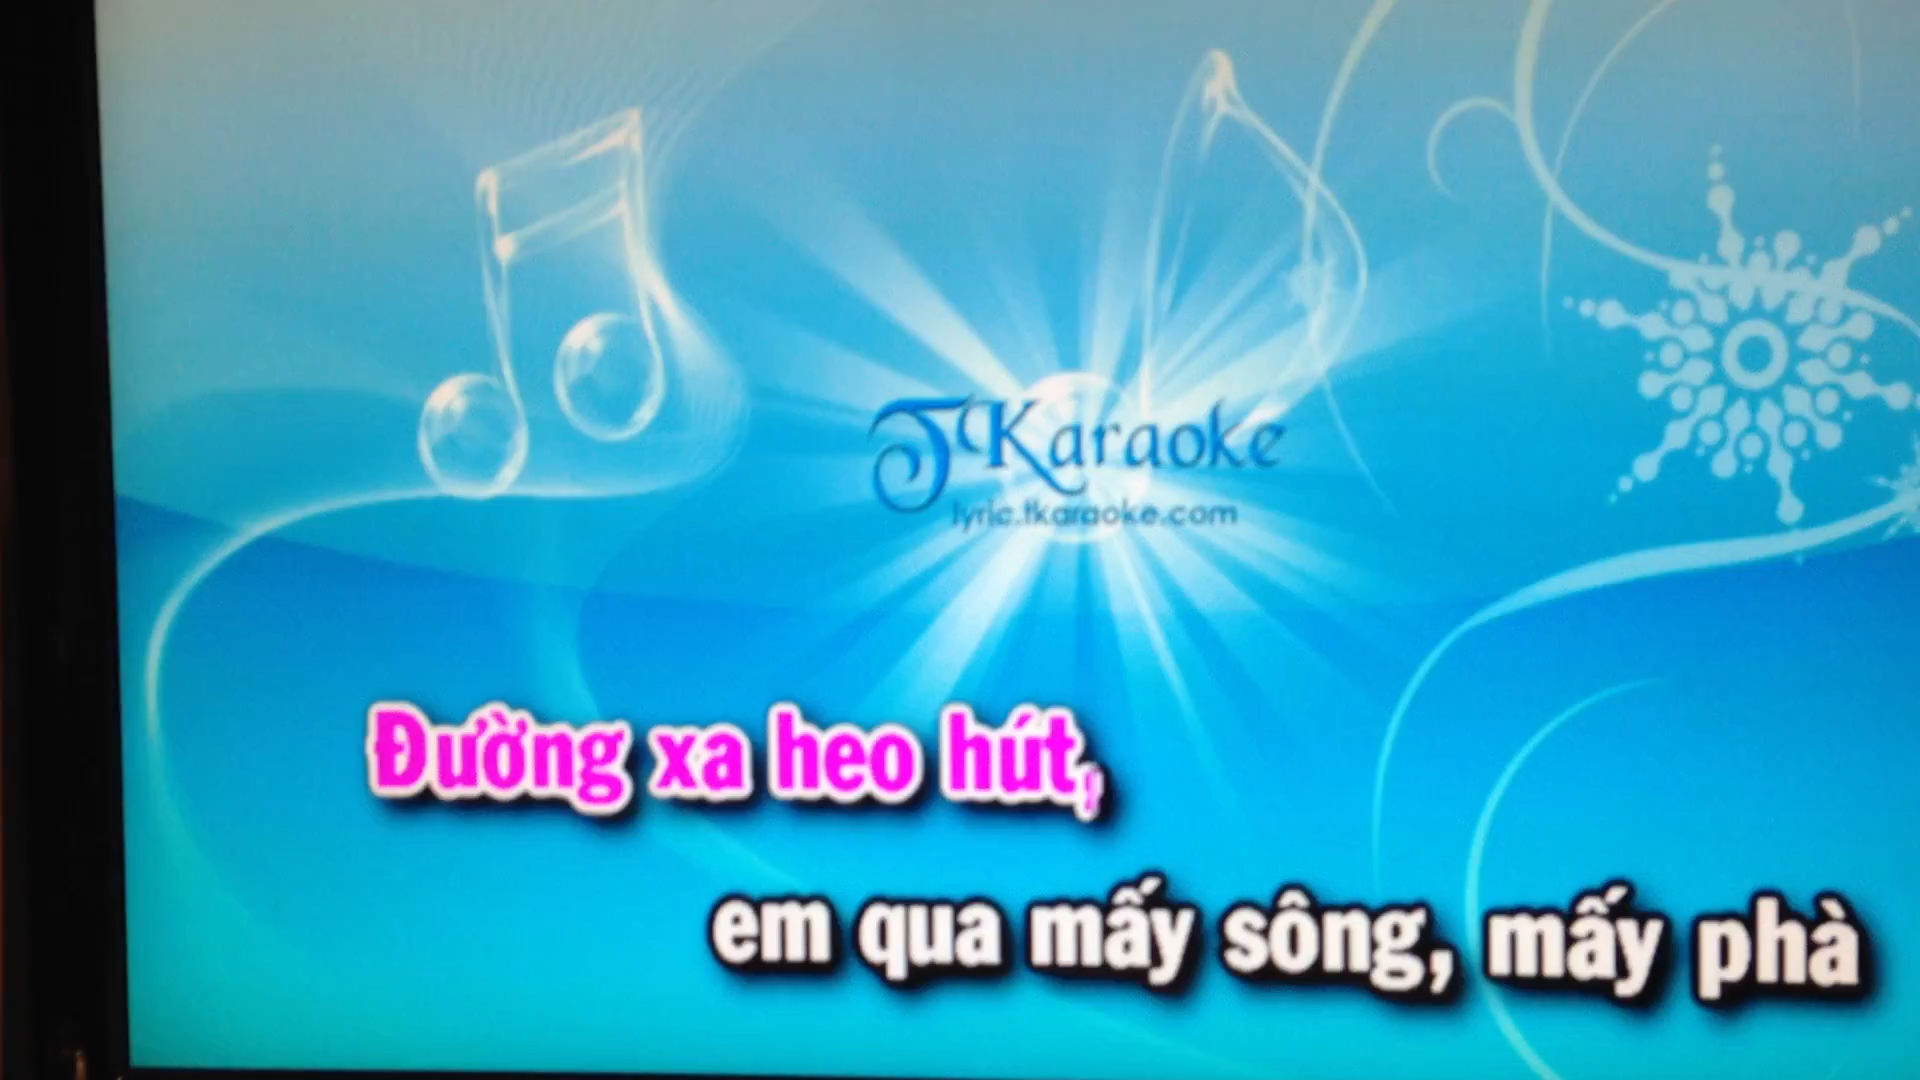 TKaraoke
lyric.tkaraoke.com
Đường xa heo hút,
em qua mấy sông, mấy phà